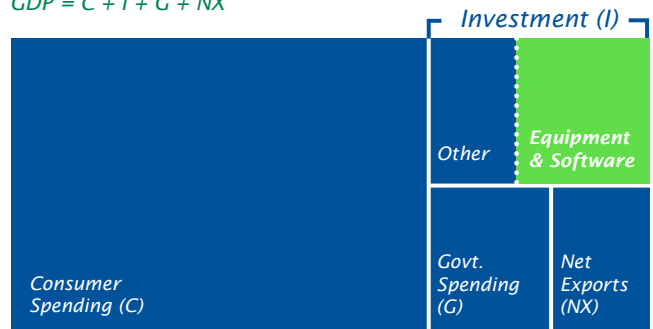 GDP = C + I + G + NX
Investment (I)
Other
Equipment
& Software
Consumer
Spending (C)
Govt.
Spending
(G)
Net
Exports
(NX)